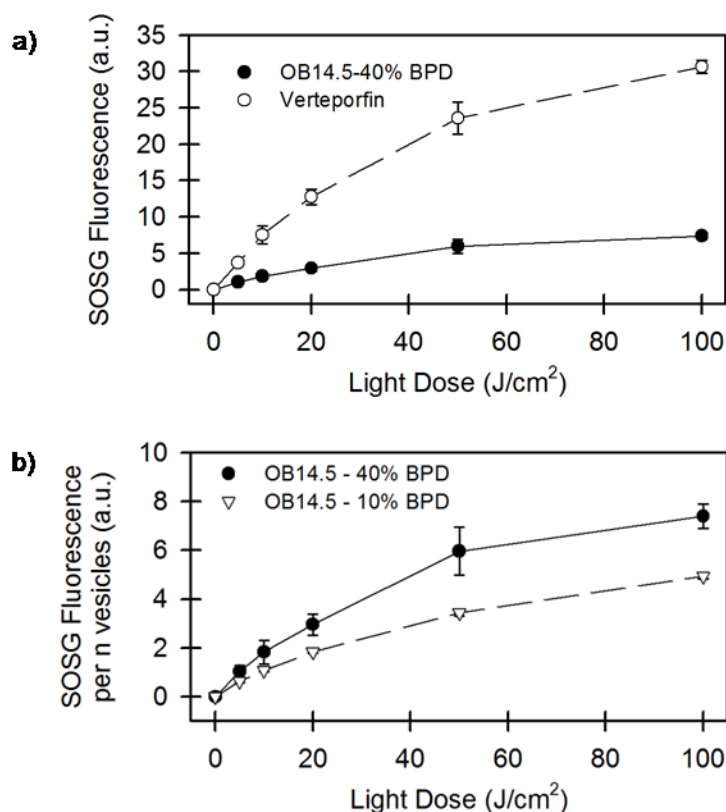 a)
SOSG Fluorescence (a.u.)
35
30
25
20
15
10
5
0
OB14.5-40% BPD
Verteporfin
0 20 40 60 80 100
Light Dose (J/cm²)
b)
SOSG Fluorescence
per n vesicles (a.u.)
10
8
6
4
2
0
OB14.5 - 40% BPD
OB14.5 - 10% BPD
0 20 40 60 80 100
Light Dose (J/cm²)